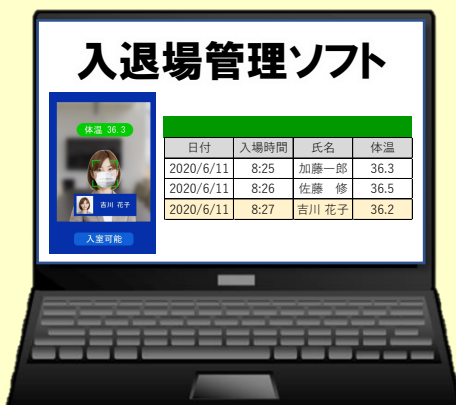 入退場管理ソフト
体温 36.3
吉川 花子
入室可能
日付 入場時間 氏名 体温
2020/6/11 8:25 加藤一郎 36.3
2020/6/11 8:26 佐藤　修 36.5
2020/6/11 8:27 吉川 花子 36.2